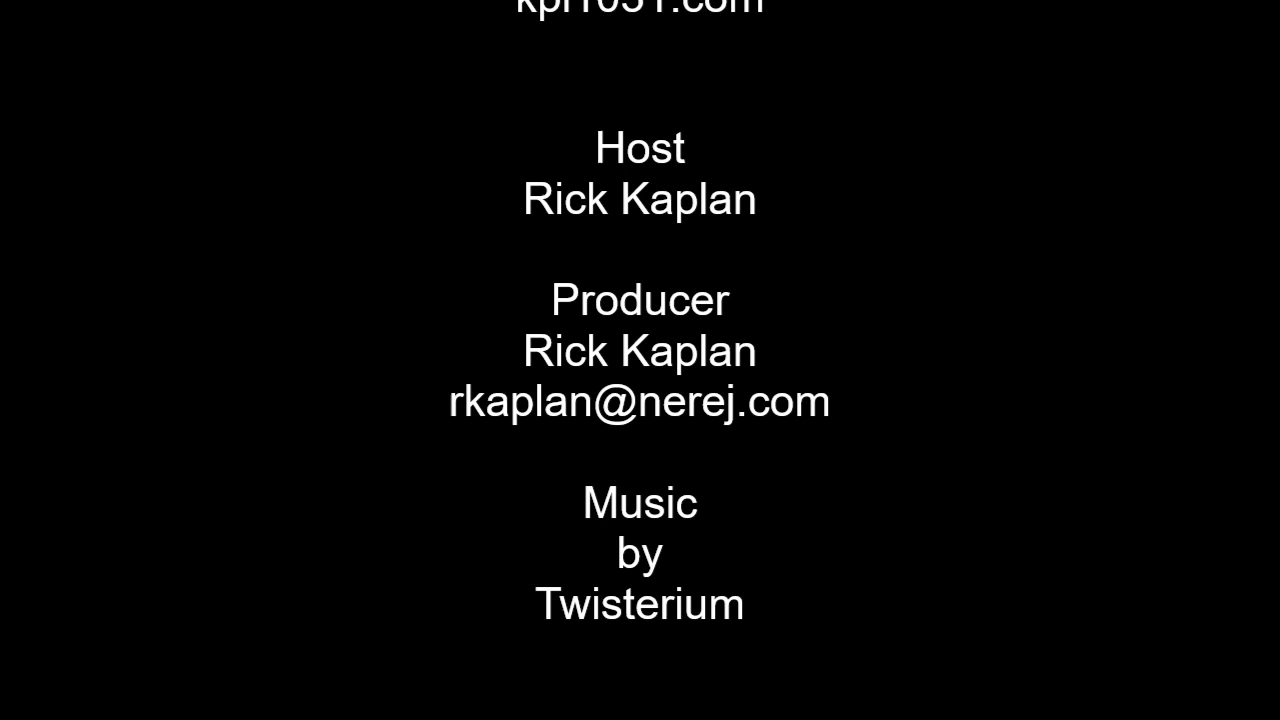 Host
Rick Kaplan
Producer
Rick Kaplan
rkaplan@nerej.com
Music
by
Twisterium